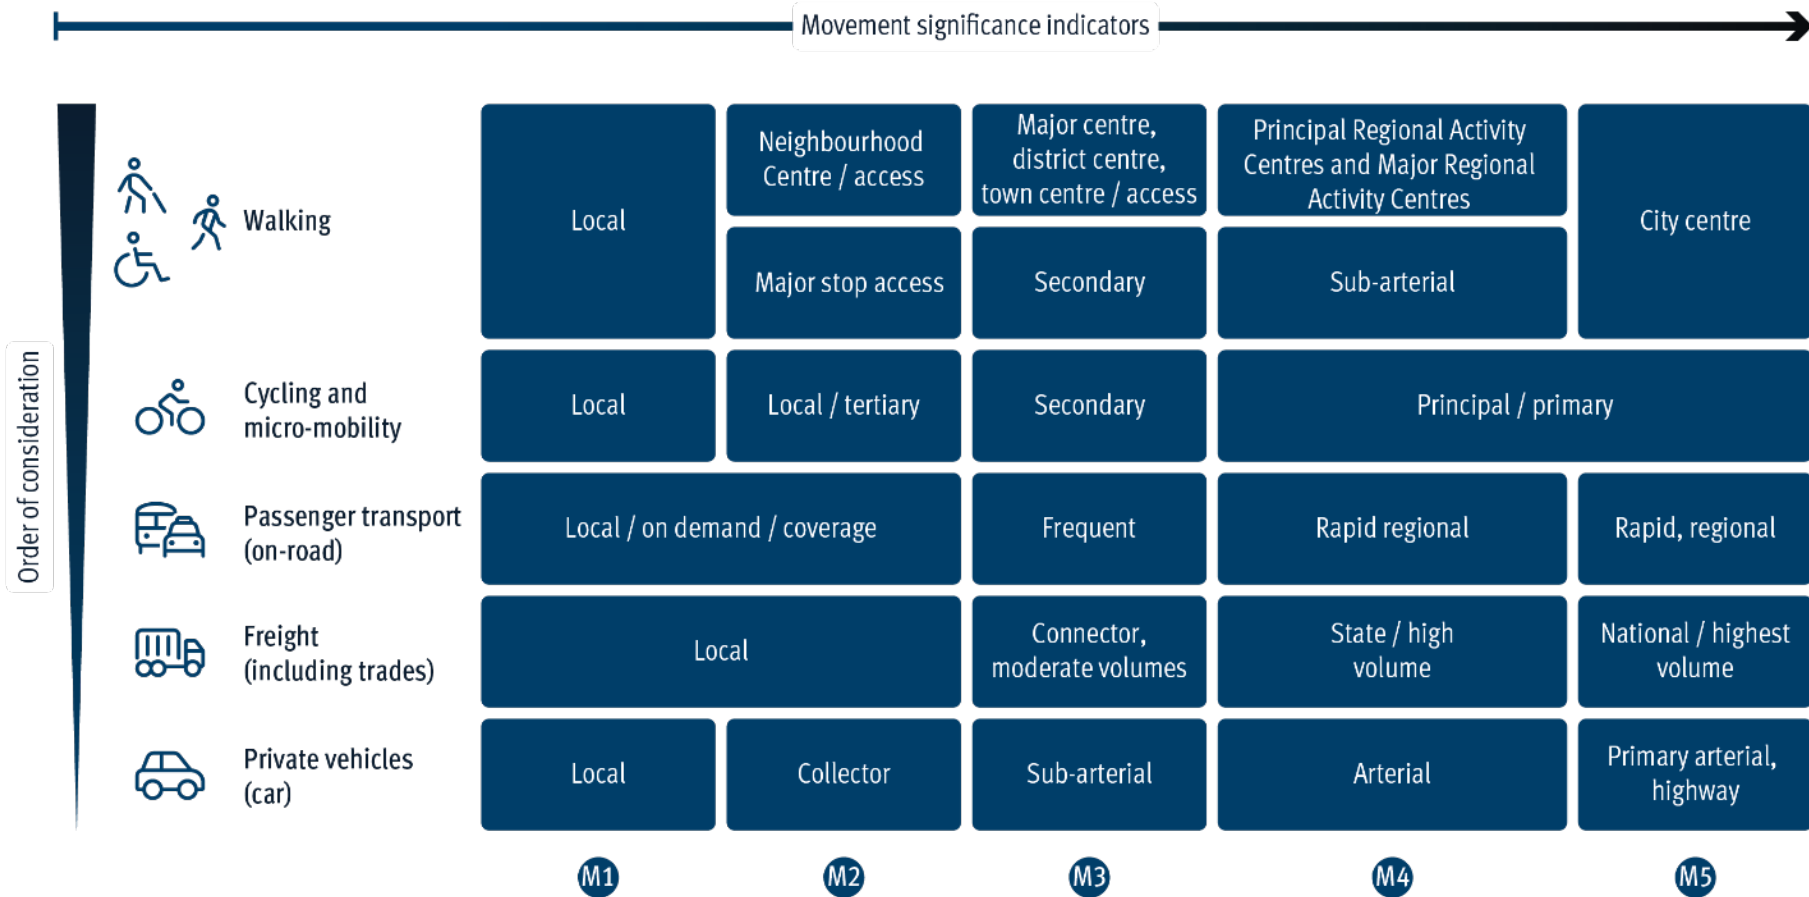 Movement significance indicators
Order of consideration
Walking
Local
Neighbourhood
Centre / access
Major stop access
Major centre,
district centre,
town centre / access
Secondary
Principal Regional Activity
Centres and Major Regional
Activity Centres
Sub-arterial
City centre
Cycling and
micro-mobility
Local
Local / tertiary
Secondary
Principal / primary
Passenger transport
(on-road)
Local / on demand / coverage
Frequent
Rapid regional
Rapid, regional
Freight
(including trades)
Local
Connector,
moderate volumes
State / high
volume
National / highest
volume
Private vehicles
(car)
Local
Collector
Sub-arterial
Arterial
Primary arterial,
highway
M1
M2
M3
M4
M5